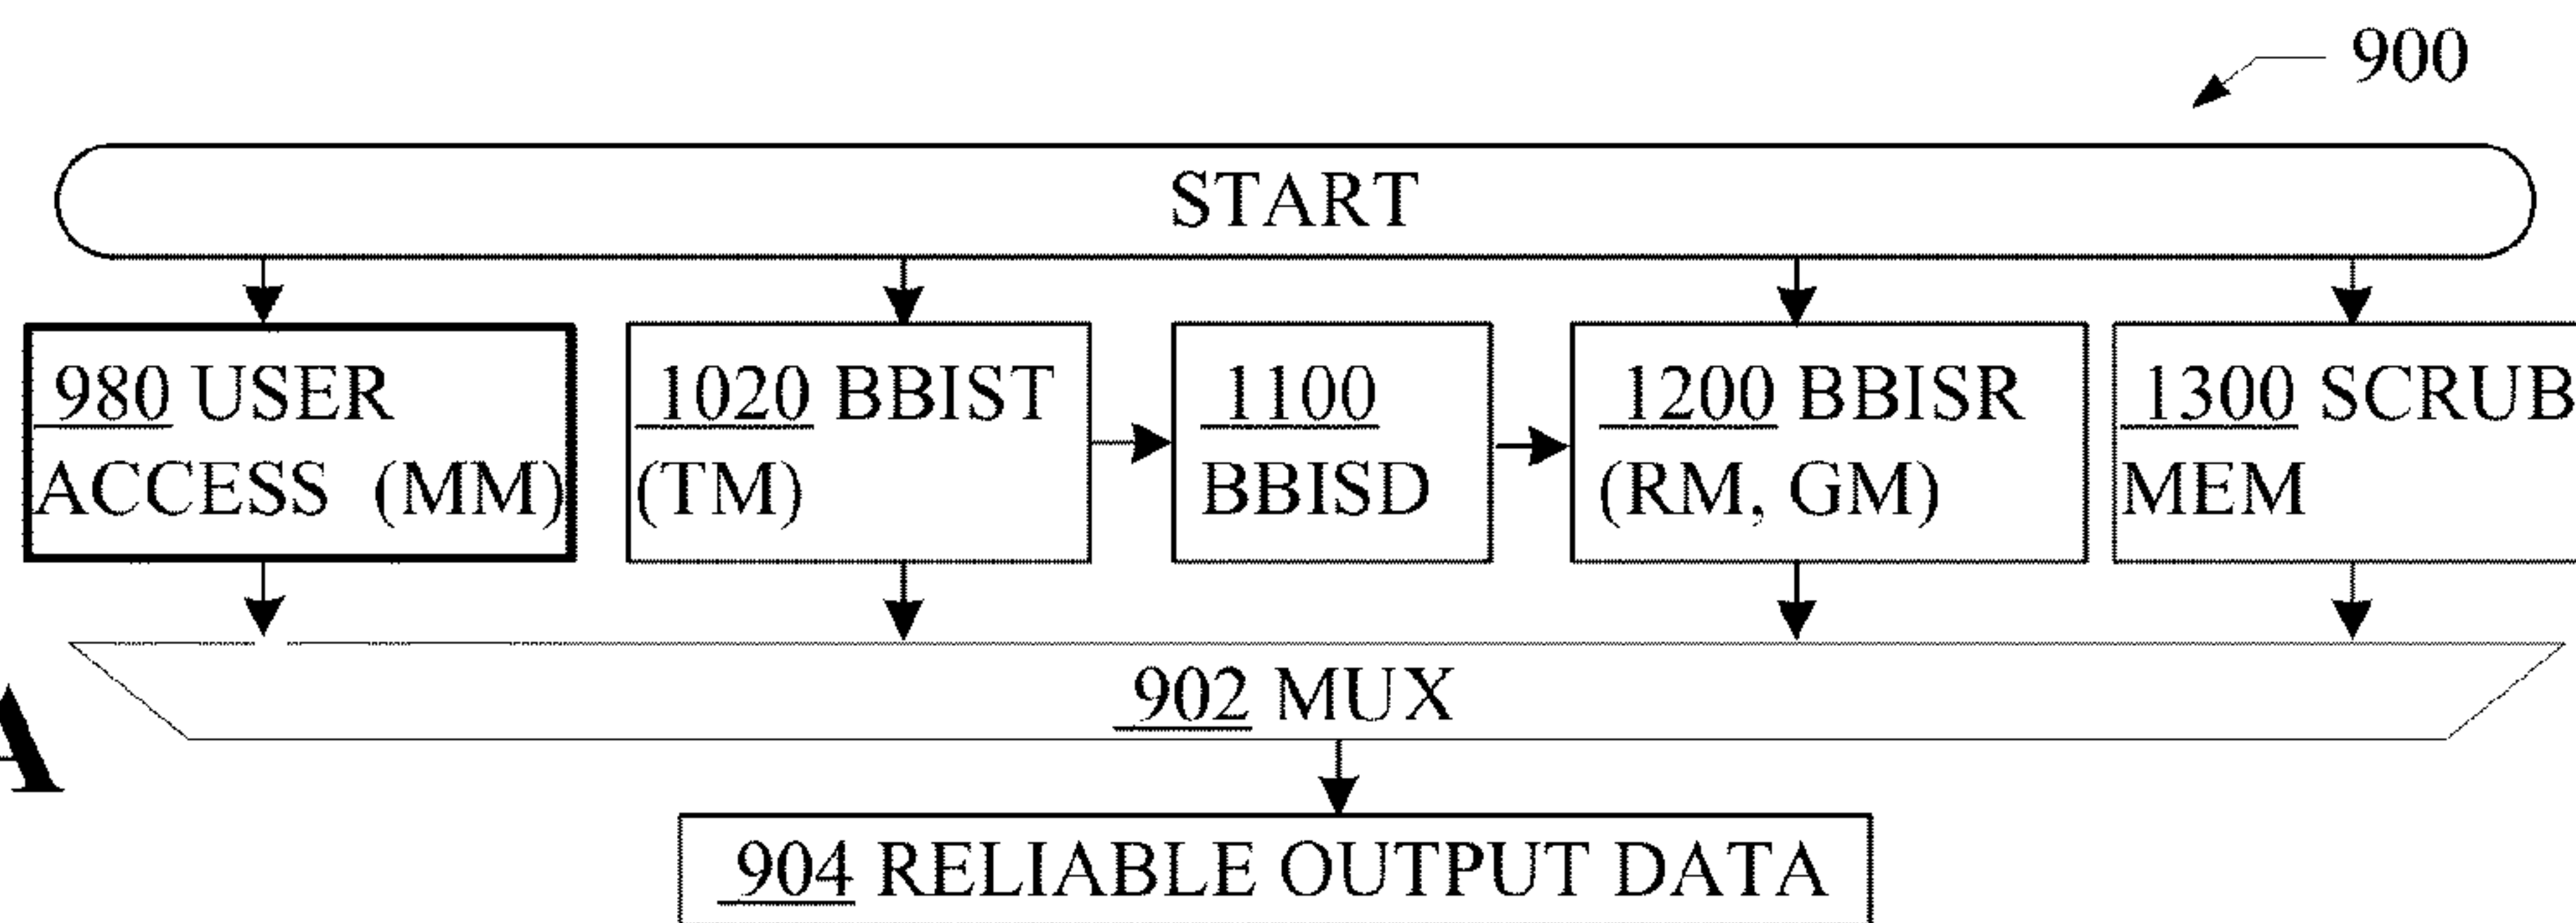 900
START
980 USER
ACCESS (MM)
1020 BBIST
(TM)
1100
BBISD
1200 BBISR
(RM, GM)
1300 SCRUB
MEM
902 MUX
A
904 RELIABLE OUTPUT DATA